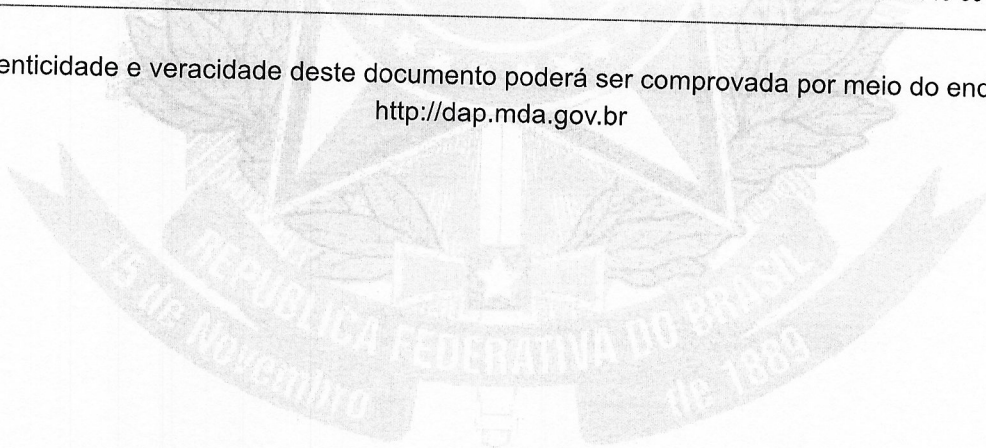 enticidade e veracidade deste documento poderá ser comprovada por meio do end
http://dap.mda.gov.br
REPUBLICA FEDERATIVA DO BRASIL
15 de Novembro
de 1889